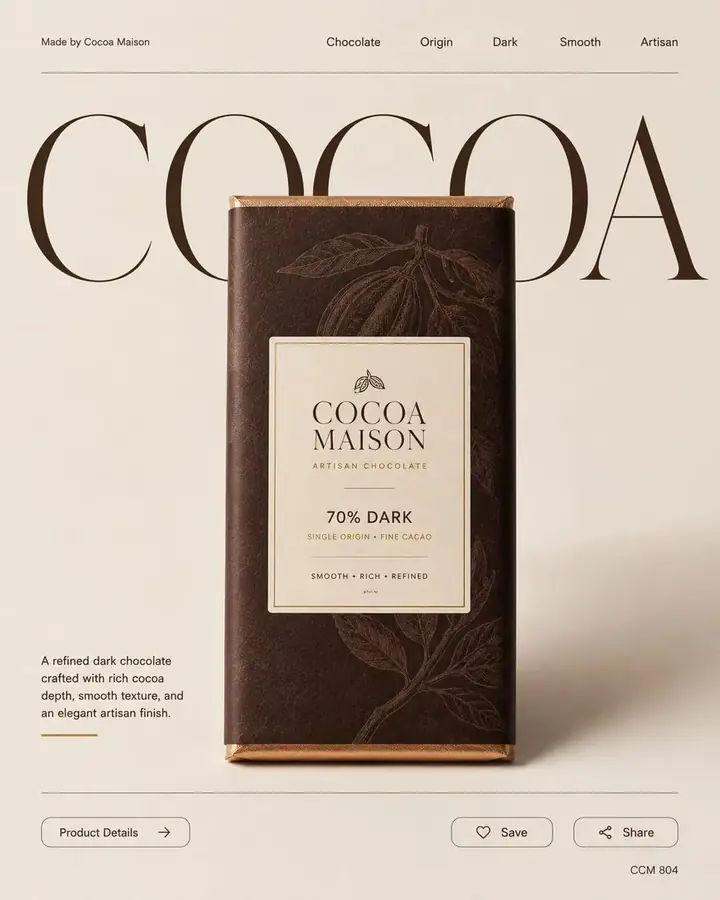 Made by Cocoa Maison
Chocolate Origin Dark Smooth Artisan
COCOA
COCOA
MAISON
ARTISAN CHOCOLATE
70% DARK
SINGLE ORIGIN • FINE CACAO
SMOOTH • RICH • REFINED
A refined dark chocolate
crafted with rich cocoa
depth, smooth texture, and
an elegant artisan finish.
Product Details →
Save
Share
CCM 804